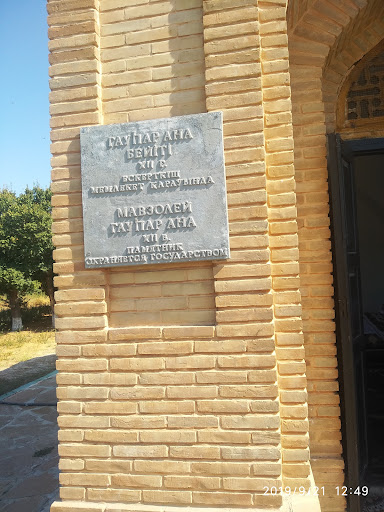 ГАУҺАР АНА
БЕЙІТІ
XII Ғ.
ЕСКЕРТКІШ
МЕМЛЕКЕТ ҚАРАУЫНДА
МАВЗОЛЕЙ
ГАУҺАР АНА
XII В.
ПАМЯТНИК
ОХРАНЯЕТСЯ ГОСУДАРСТВОМ
2019/9/21 12:49